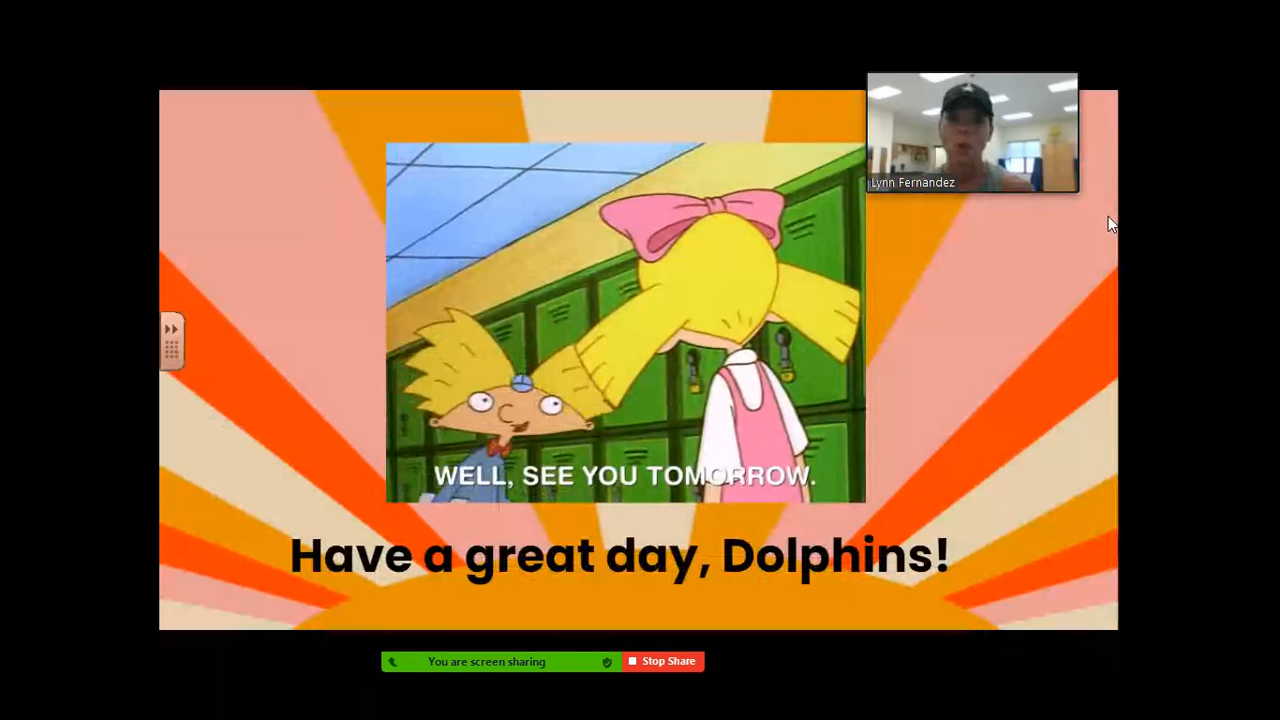 Lynn Fernandez
WELL, SEE YOU TOMORROW.
Have a great day, Dolphins!
You are screen sharing
Stop Share